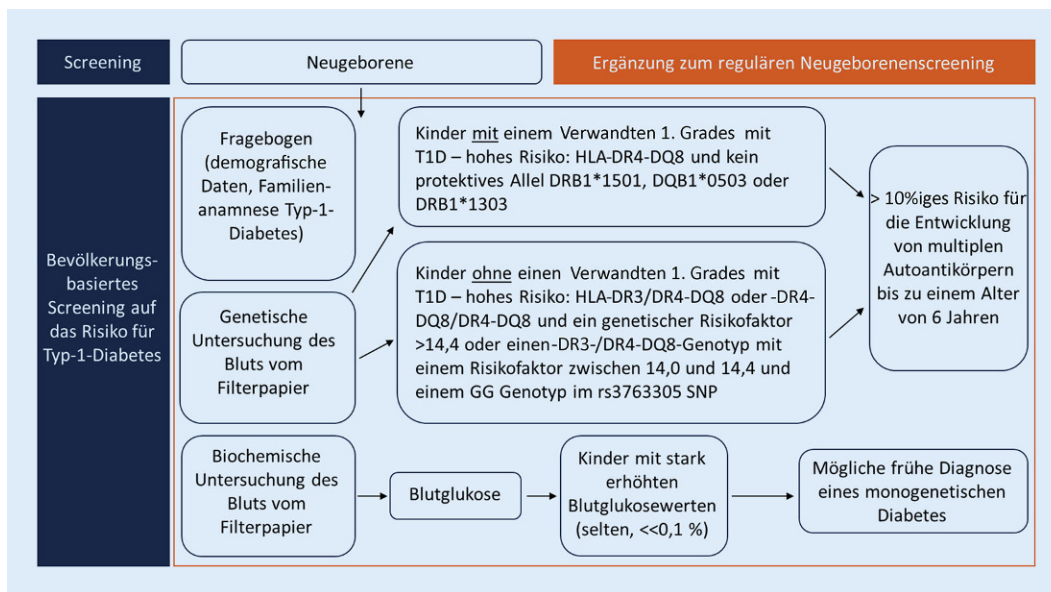 Screening
Neugeborene
Ergänzung zum regulären Neugeborenenscreening
Bevölkerungs-
basiertes
Screening auf
das Risiko für
Typ-1-Diabetes
Fragebogen
(demografische
Daten, Familien-
anamnese Typ-1-
Diabetes)
Genetische
Untersuchung des
Bluts vom
Filterpapier
Kinder mit einem Verwandten 1. Grades mit
T1D – hohes Risiko: HLA-DR4-DQ8 und kein
protektives Allel DRB1*1501, DQB1*0503 oder
DRB1*1303
Kinder ohne einen Verwandten 1. Grades mit
T1D – hohes Risiko: HLA-DR3/DR4-DQ8 oder -DR4-
DQ8/DR4-DQ8 und ein genetischer Risikofaktor
>14,4 oder einen-DR3-/DR4-DQ8-Genotyp mit
einem Risikofaktor zwischen 14,0 und 14,4 und
einem GG Genotyp im rs3763305 SNP
> 10%iges Risiko für
die Entwicklung
von multiplen
Autoantikörpern
bis zu einem Alter
von 6 Jahren
Biochemische
Untersuchung des
Bluts vom
Filterpapier
Blutglukose
Kinder mit stark
erhöhten
Blutglukosewerten
(selten, <<0,1 %)
Mögliche frühe Diagnose
eines monogenetischen
Diabetes